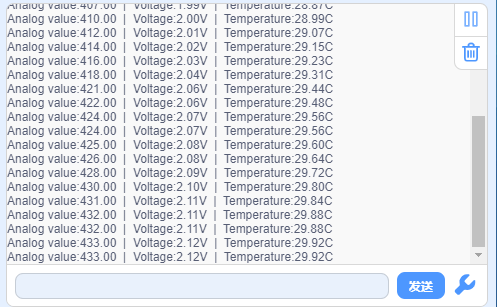 Analog value:407.00 | Voltage:1.99V | Temperature:28.87C
Analog value:410.00 | Voltage:2.00V | Temperature:28.99C
Analog value:412.00 | Voltage:2.01V | Temperature:29.07C
Analog value:414.00 | Voltage:2.02V | Temperature:29.15C
Analog value:416.00 | Voltage:2.03V | Temperature:29.23C
Analog value:418.00 | Voltage:2.04V | Temperature:29.31C
Analog value:421.00 | Voltage:2.06V | Temperature:29.44C
Analog value:422.00 | Voltage:2.06V | Temperature:29.48C
Analog value:424.00 | Voltage:2.07V | Temperature:29.56C
Analog value:424.00 | Voltage:2.07V | Temperature:29.56C
Analog value:425.00 | Voltage:2.08V | Temperature:29.60C
Analog value:426.00 | Voltage:2.08V | Temperature:29.64C
Analog value:428.00 | Voltage:2.09V | Temperature:29.72C
Analog value:430.00 | Voltage:2.10V | Temperature:29.80C
Analog value:431.00 | Voltage:2.11V | Temperature:29.84C
Analog value:432.00 | Voltage:2.11V | Temperature:29.88C
Analog value:432.00 | Voltage:2.11V | Temperature:29.88C
Analog value:433.00 | Voltage:2.12V | Temperature:29.92C
Analog value:433.00 | Voltage:2.12V | Temperature:29.92C
发送